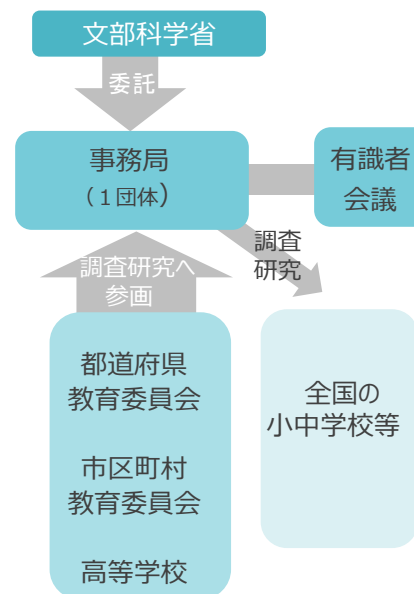 文部科学省
委託
事務局
（１団体）
有識者
会議
調査
研究
調査研究へ
参画
都道府県
教育委員会
市区町村
教育委員会
高等学校
全国の
小中学校等